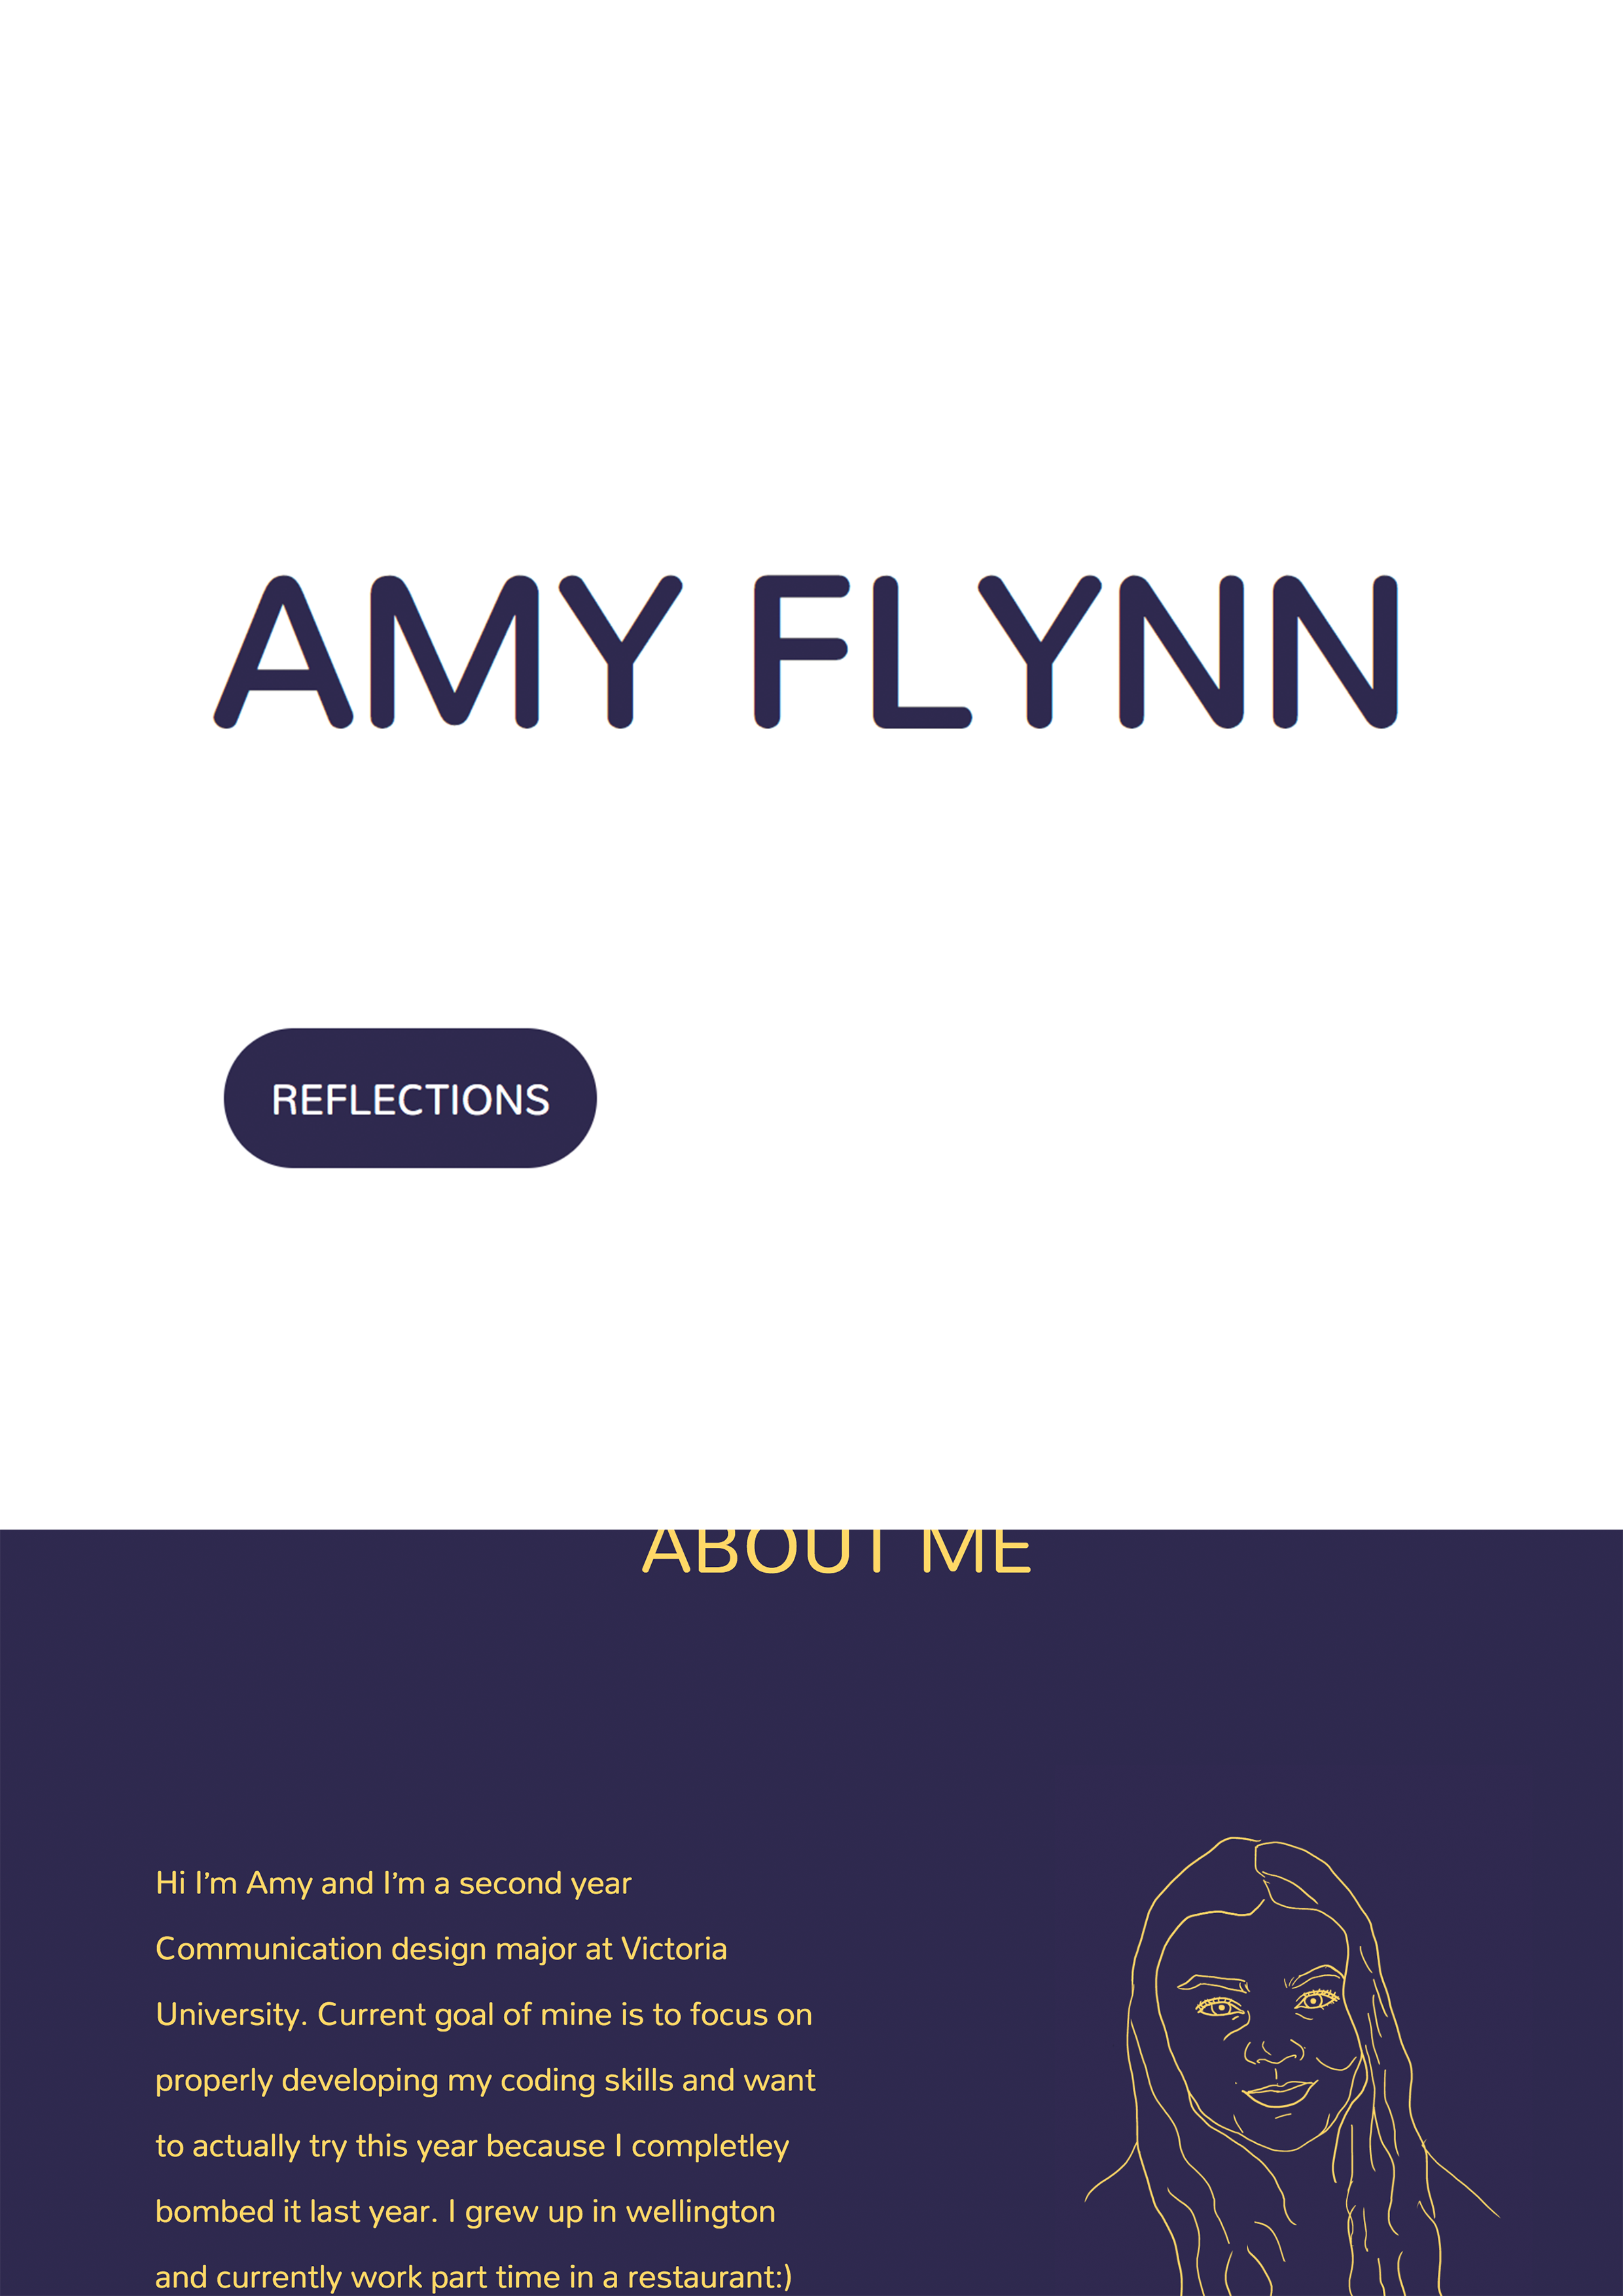 AMY FLYNN
REFLECTIONS
ABOUT ME
Hi I’m Amy and I’m a second year
Communication design major at Victoria
University. Current goal of mine is to focus on
properly developing my coding skills and want
to actually try this year because I completley
bombed it last year. I grew up in wellington
and currently work part time in a restaurant:)